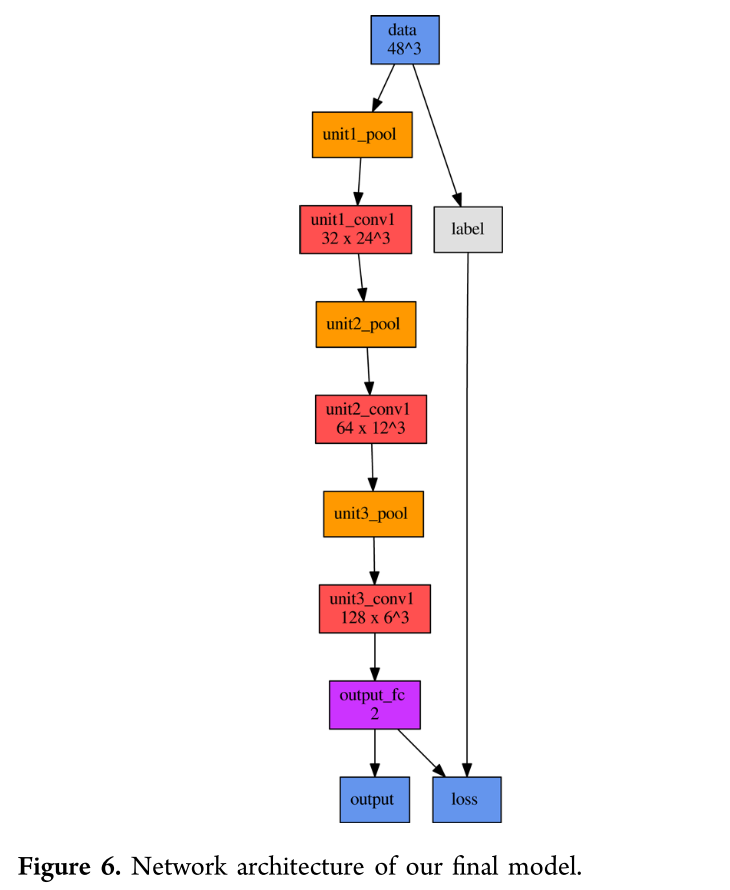 data
48^3
unit1_pool
unit1_conv1
32 x 24^3
label
unit2_pool
unit2_conv1
64 x 12^3
unit3_pool
unit3_conv1
128 x 6^3
output_fc
2
output
loss
Figure 6. Network architecture of our final model.